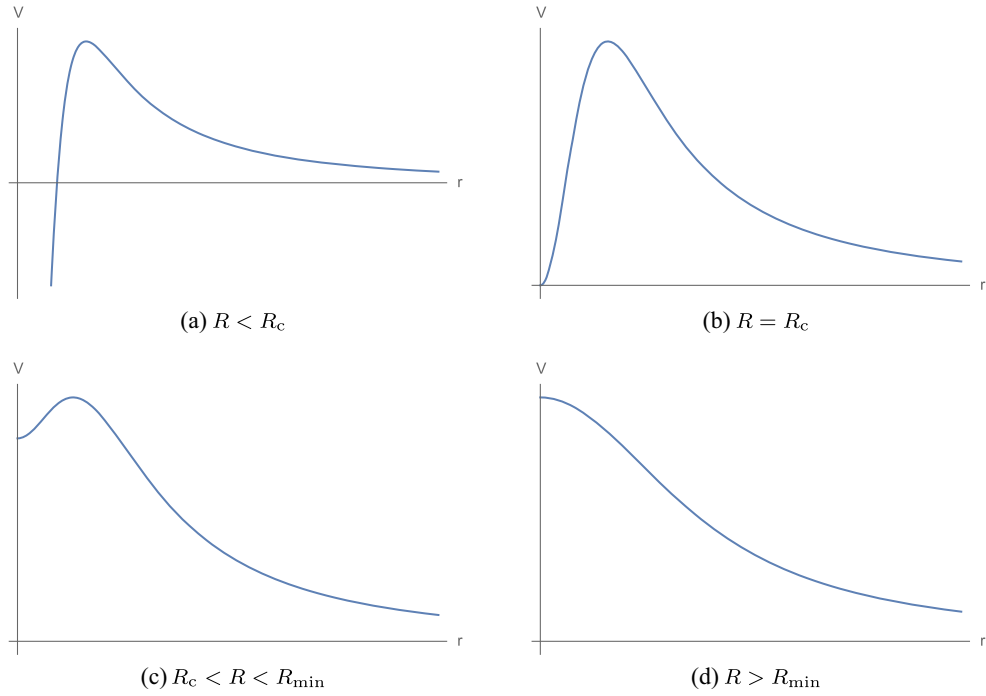 V
r
(a) R < R_c
V
r
(b) R = R_c
V
r
(c) R_c < R < R_min
V
r
(d) R > R_min